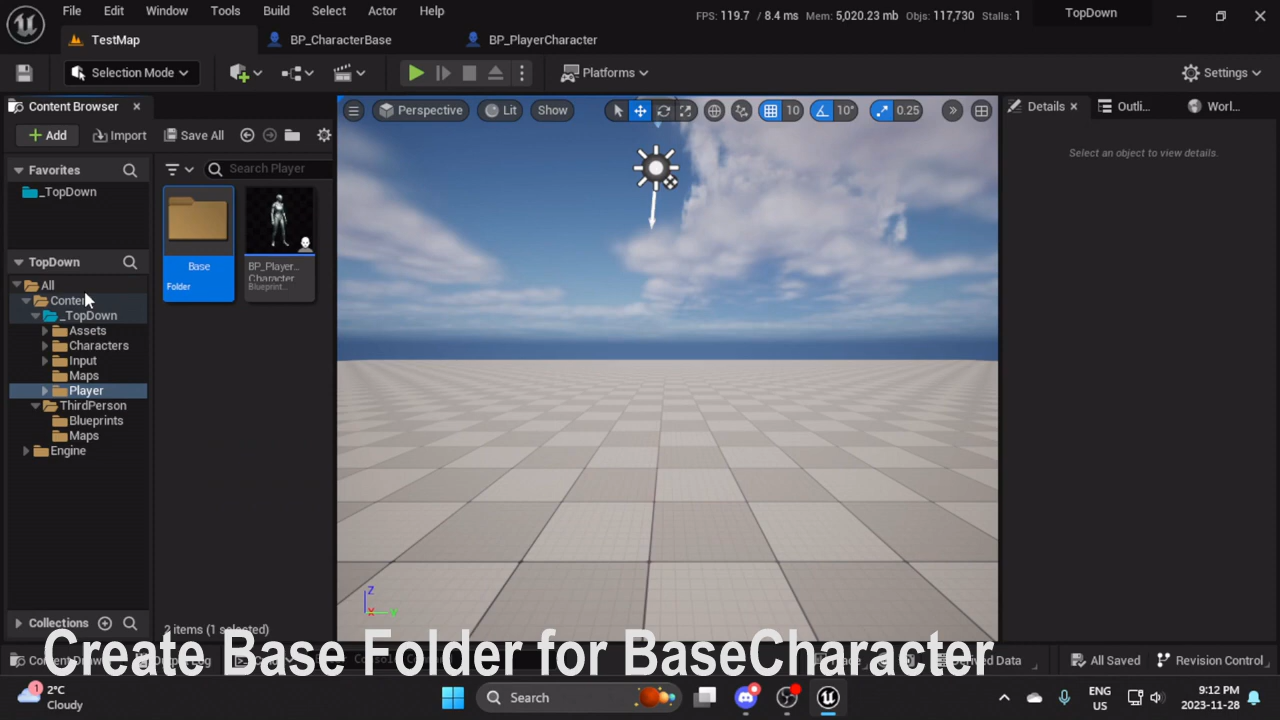 File Edit Window Tools Build Select Actor Help
FPS: 119.7 / 8.4 ms Mem: 5,020.23 mb Objs: 117,730 Stalls: 1
TopDown
TestMap
BP_CharacterBase
BP_PlayerCharacter
Selection Mode
Platforms
Settings
Content Browser
Add
Import
Save All
Favorites
_TopDown
TopDown
All
Content
_TopDown
Assets
Characters
Input
Maps
Player
ThirdPerson
Blueprints
Maps
Engine
Collections
Search Player
Base
Folder
BP_Player...
Character
Blueprint...
2 items (1 selected)
Perspective
Lit
Show
10
10°
0.25
Z
X
Details
Outli...
Worl...
Select an object to view details.
Create Base Folder for BaseCharacter
Derived Data
All Saved
Revision Control
1
2°C
Cloudy
Search
ENG
US
9:12 PM
2023-11-28